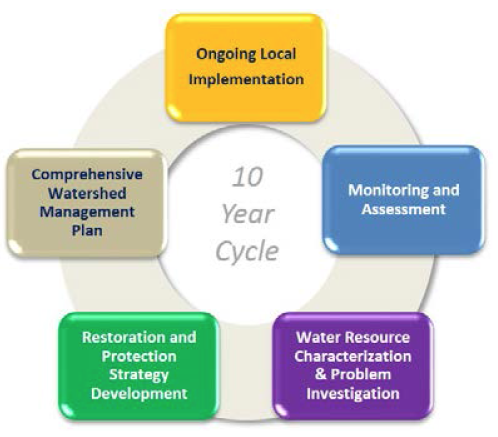 Ongoing Local
Implementation
Monitoring and
Assessment
Water Resource
Characterization
& Problem
Investigation
Restoration and
Protection
Strategy
Development
Comprehensive
Watershed
Management
Plan
10
Year
Cycle